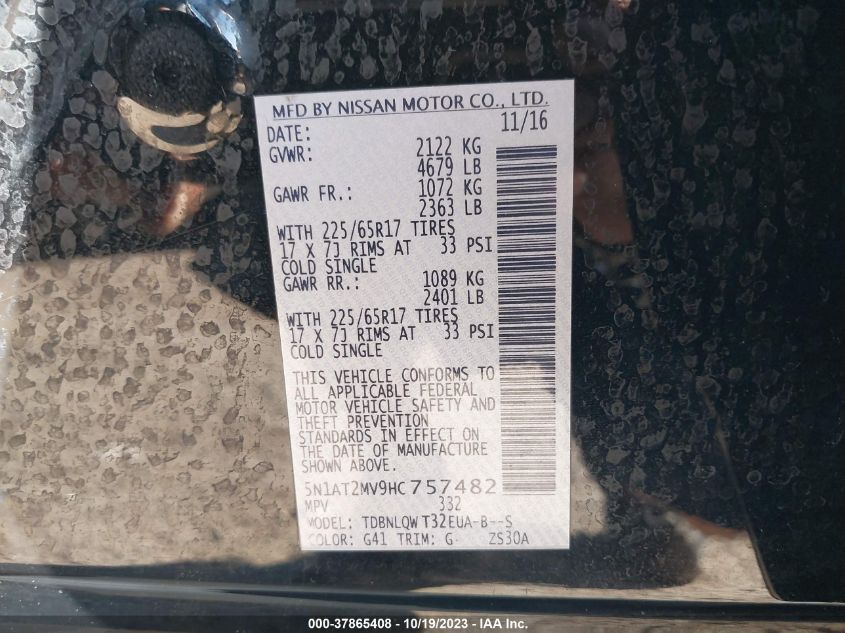 MFD BY NISSAN MOTOR CO., LTD.
DATE: 11/16
GVWR: 2122 KG
4679 LB
GAWR FR.: 1072 KG
2363 LB
WITH 225/65R17 TIRES
17 X 7J RIMS AT 33 PSI
COLD SINGLE
GAWR RR.: 1089 KG
2401 LB
WITH 225/65R17 TIRES
17 X 7J RIMS AT 33 PSI
COLD SINGLE
THIS VEHICLE CONFORMS TO
ALL APPLICABLE FEDERAL
MOTOR VEHICLE SAFETY AND
THEFT PREVENTION
STANDARDS IN EFFECT ON
THE DATE OF MANUFACTURE
SHOWN ABOVE.
5N1AT2MV9HC757482
MPV 332
MODEL: TDBNLQWT32EUA-B--S
COLOR: G41 TRIM: G- ZS30A
000-37865408 - 10/19/2023 - IAA Inc.